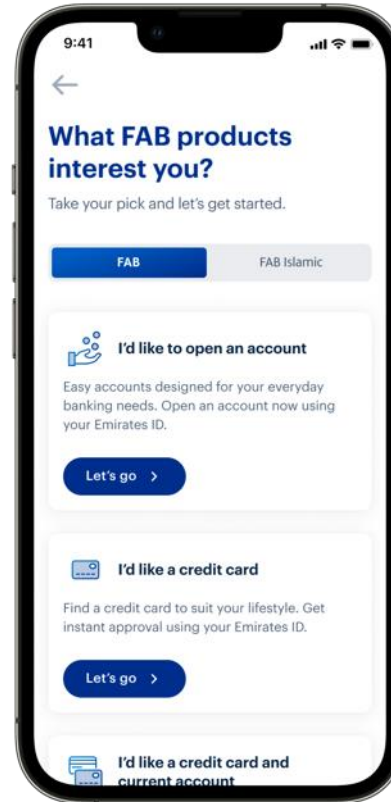 9:41
What FAB products
interest you?
Take your pick and let's get started.
FAB
FAB Islamic
I'd like to open an account
Easy accounts designed for your everyday
banking needs. Open an account now using
your Emirates ID.
Let's go >
I'd like a credit card
Find a credit card to suit your lifestyle. Get
instant approval using your Emirates ID.
Let's go >
I'd like a credit card and
current account